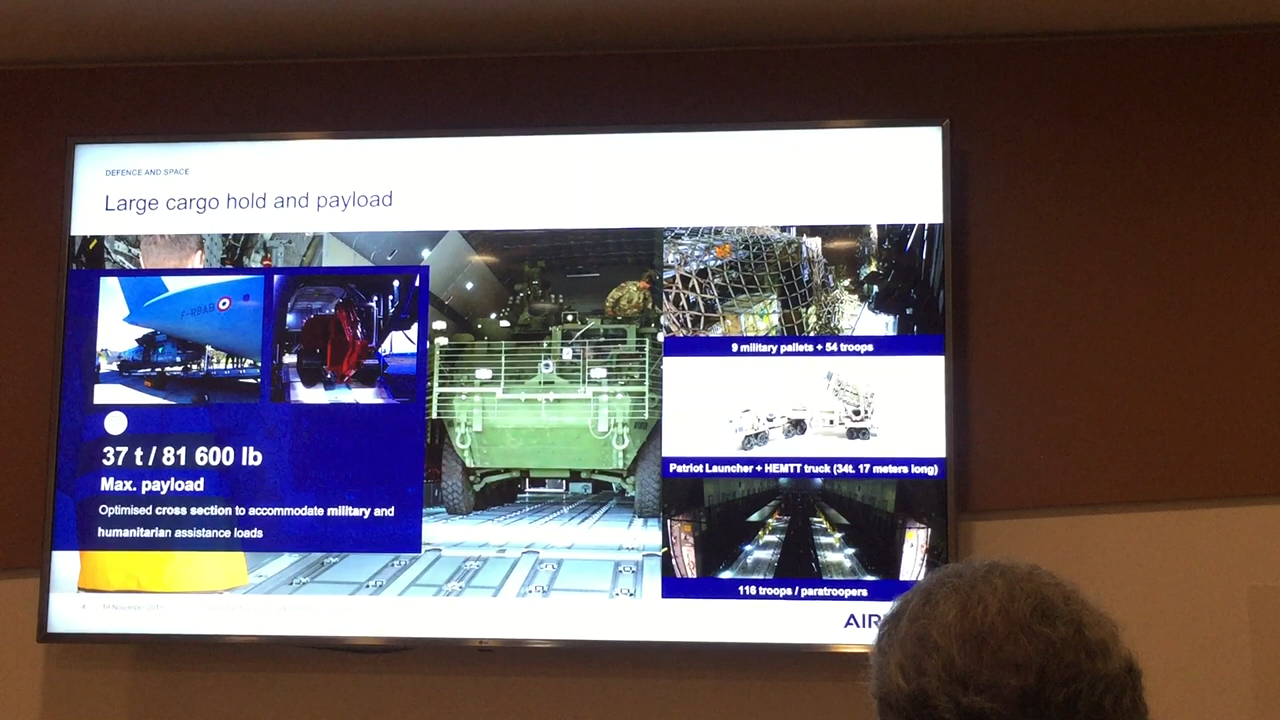 DEFENCE AND SPACE
Large cargo hold and payload
F-RBAB
37 t / 81 600 lb
Max. payload
Optimised cross section to accommodate military and
humanitarian assistance loads
9 military pallets + 54 troops
Patriot Launcher + HEMTT truck (34t. 17 meters long)
116 troops / paratroopers
4
AIR